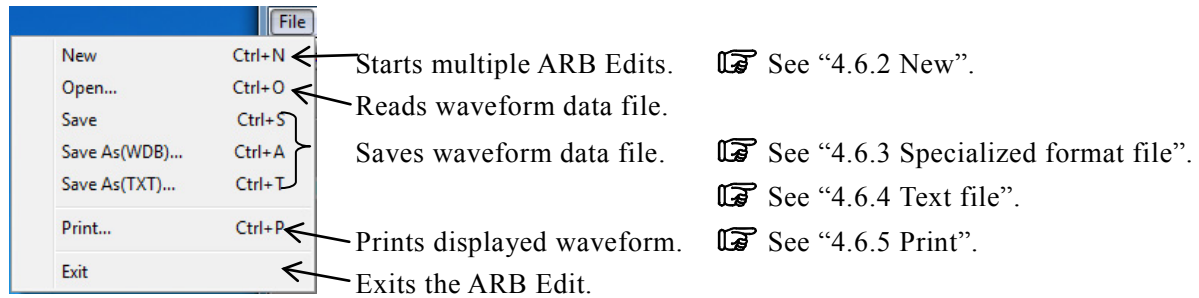 File
New Ctrl+N Starts multiple ARB Edits. See “4.6.2 New”.
Open... Ctrl+O Reads waveform data file.
Save Ctrl+S
Save As(WDB)... Ctrl+A Saves waveform data file. See “4.6.3 Specialized format file”.
Save As(TXT)... Ctrl+T See “4.6.4 Text file”.
Print... Ctrl+P Prints displayed waveform. See “4.6.5 Print”.
Exit Exits the ARB Edit.